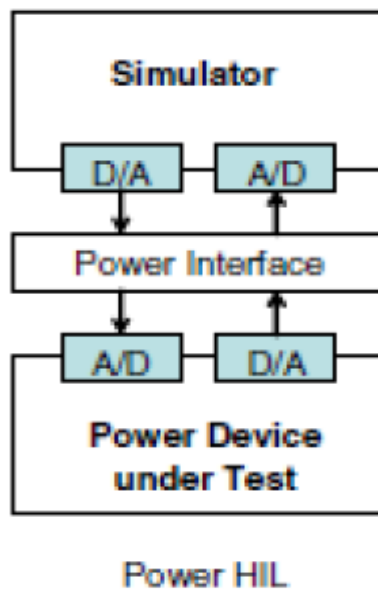 Simulator
D/A A/D
Power Interface
A/D D/A
Power Device
under Test
Power HIL